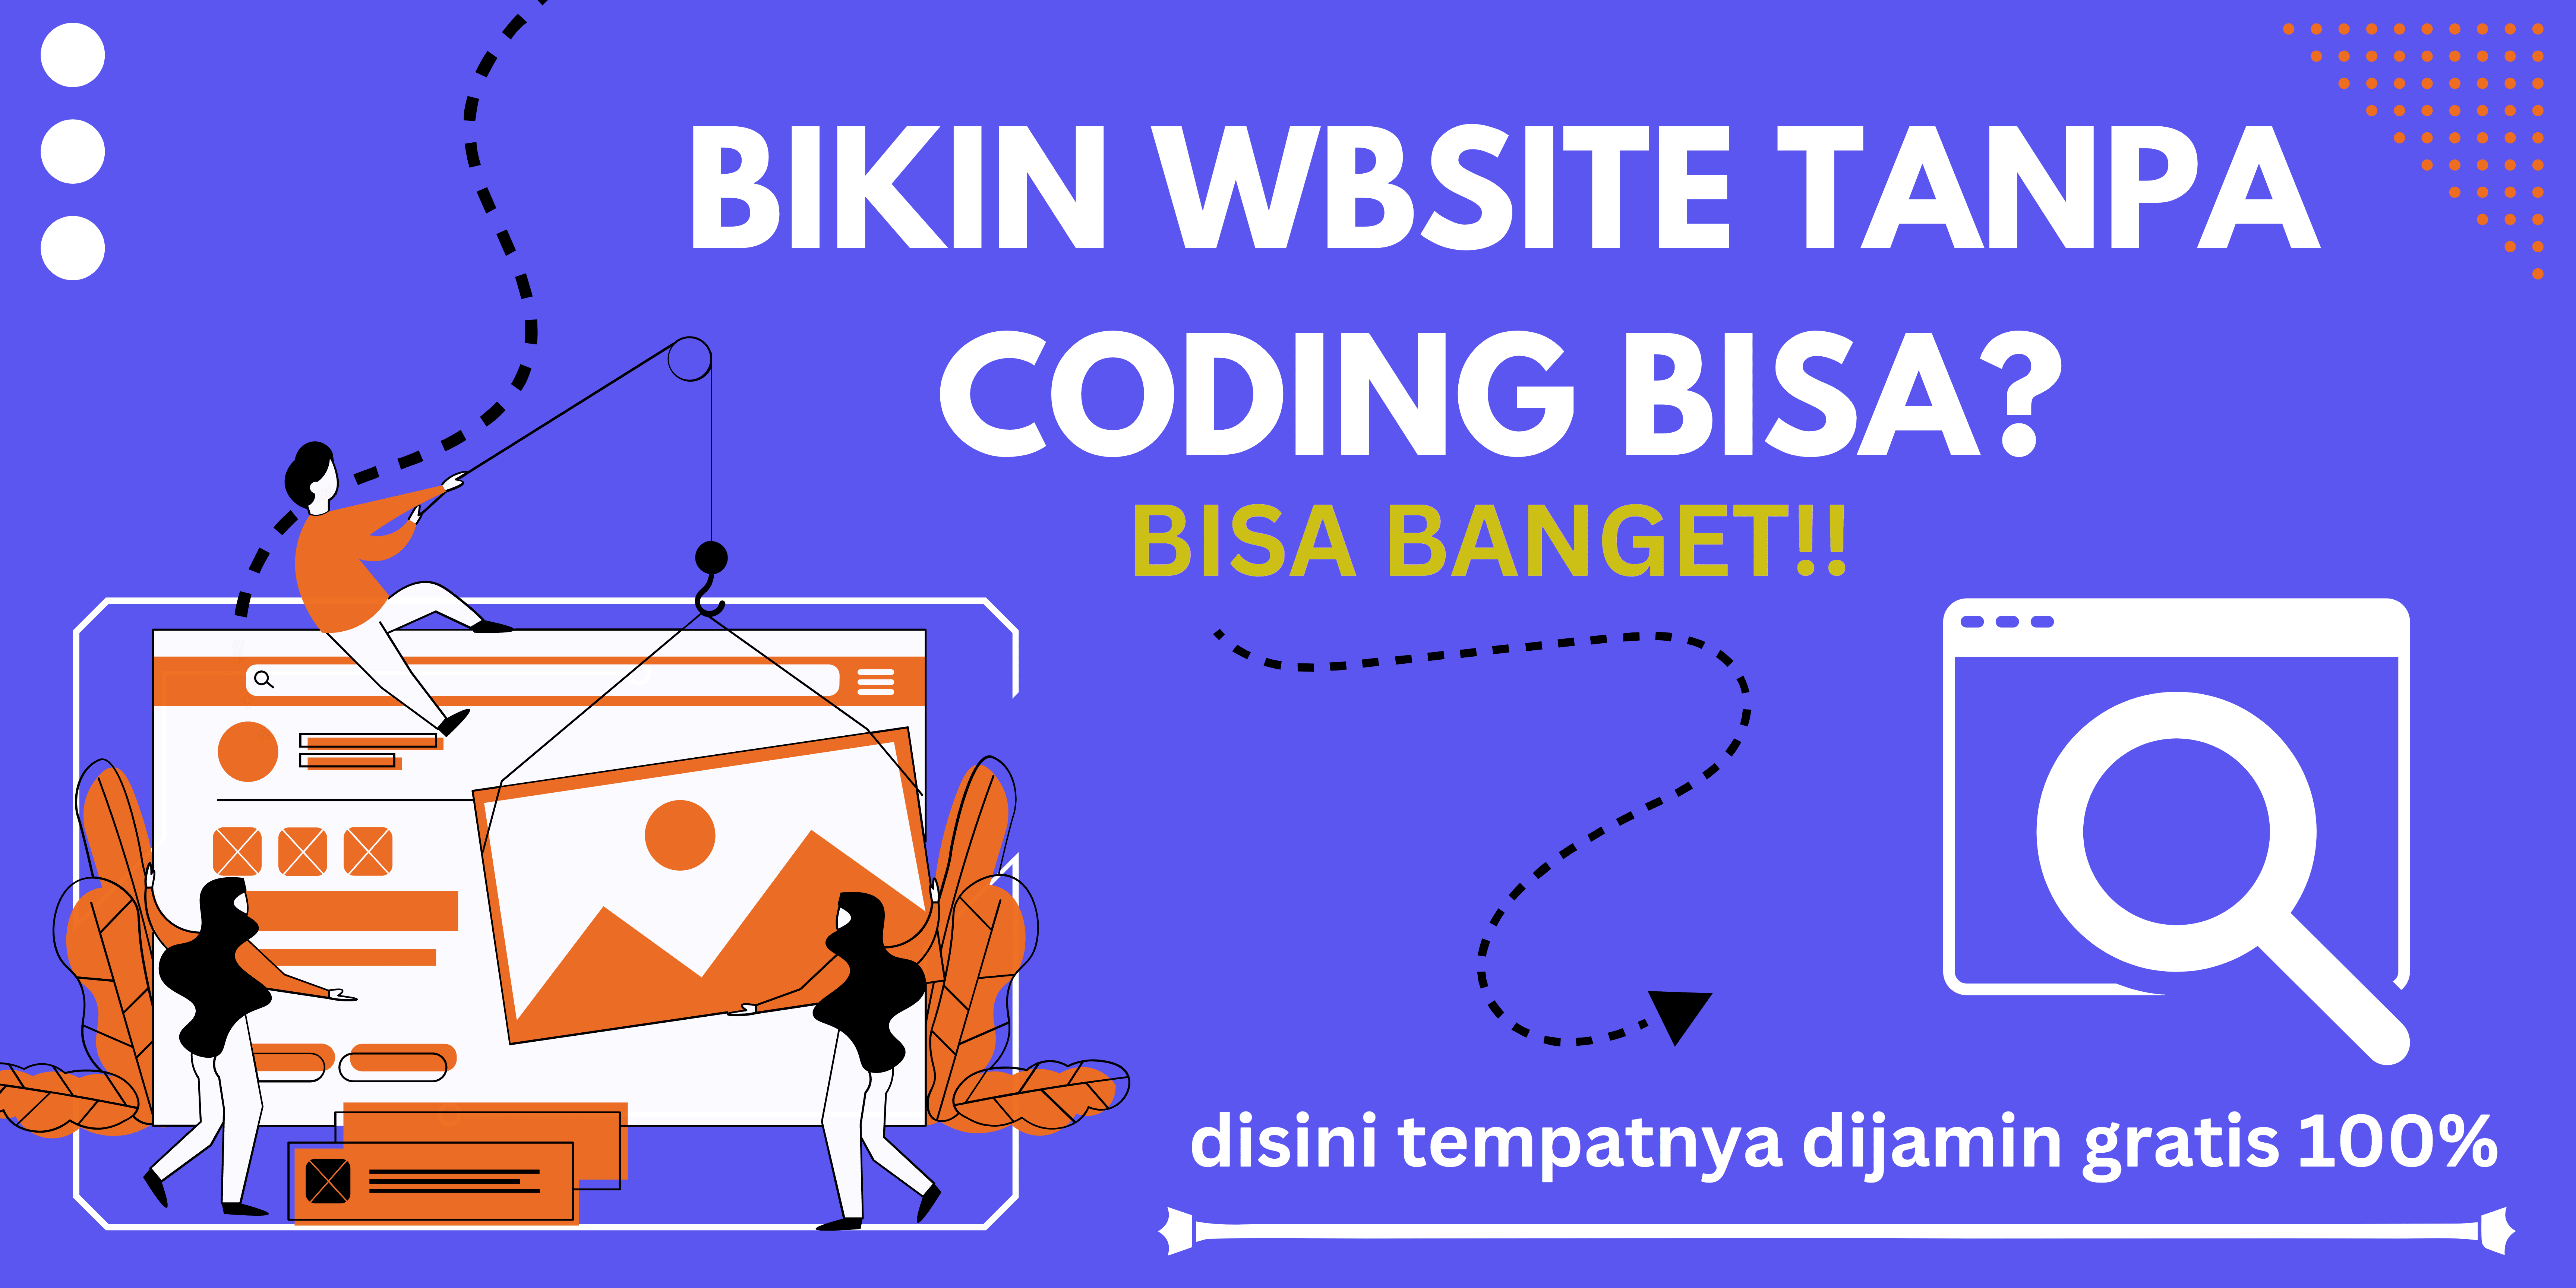 BIKIN WBSITE TANPA
CODING BISA?
BISA BANGET!!
disini tempatnya dijamin gratis 100%